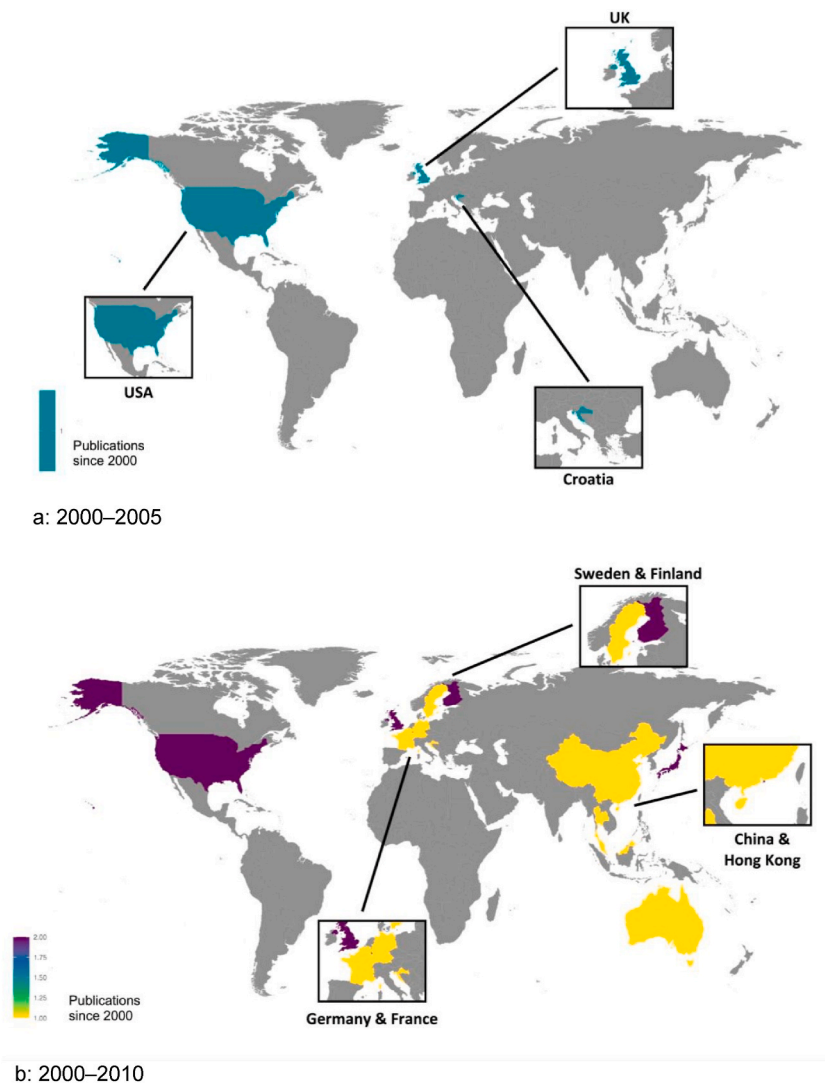 UK
USA
Publications
since 2000
Croatia
a: 2000–2005
Sweden & Finland
China &
Hong Kong
2.00
1.75
1.50
1.25
1.00
Publications
since 2000
Germany & France
b: 2000–2010